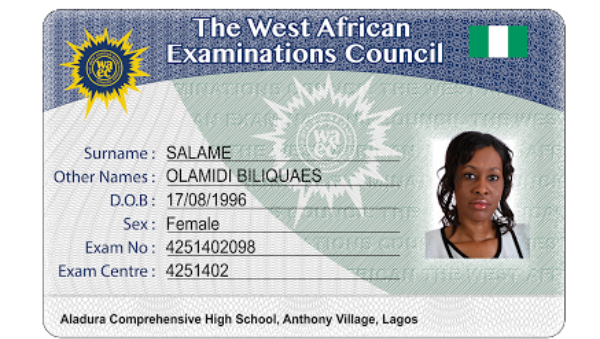 The West African
Examinations Council
waec
Surname : SALAME
Other Names : OLAMIDI BILIQUAES
D.O.B : 17/08/1996
Sex : Female
Exam No : 4251402098
Exam Centre : 4251402
Aladura Comprehensive High School, Anthony Village, Lagos